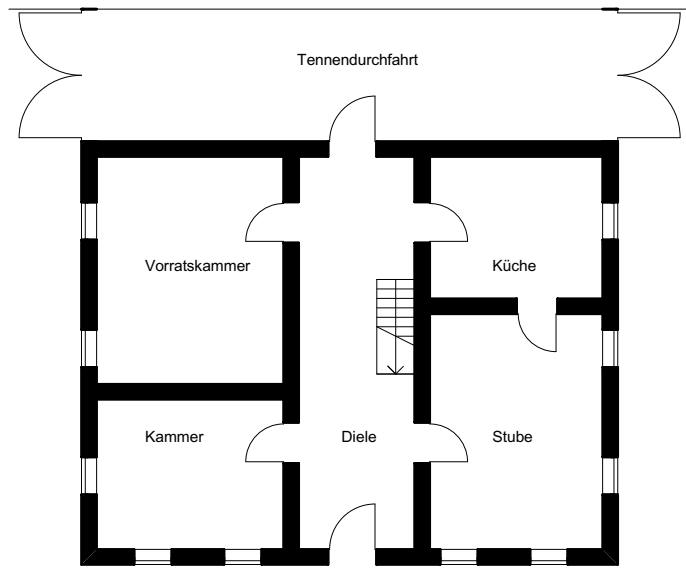 Tennendurchfahrt
Vorratskammer
Küche
Kammer
Diele
Stube